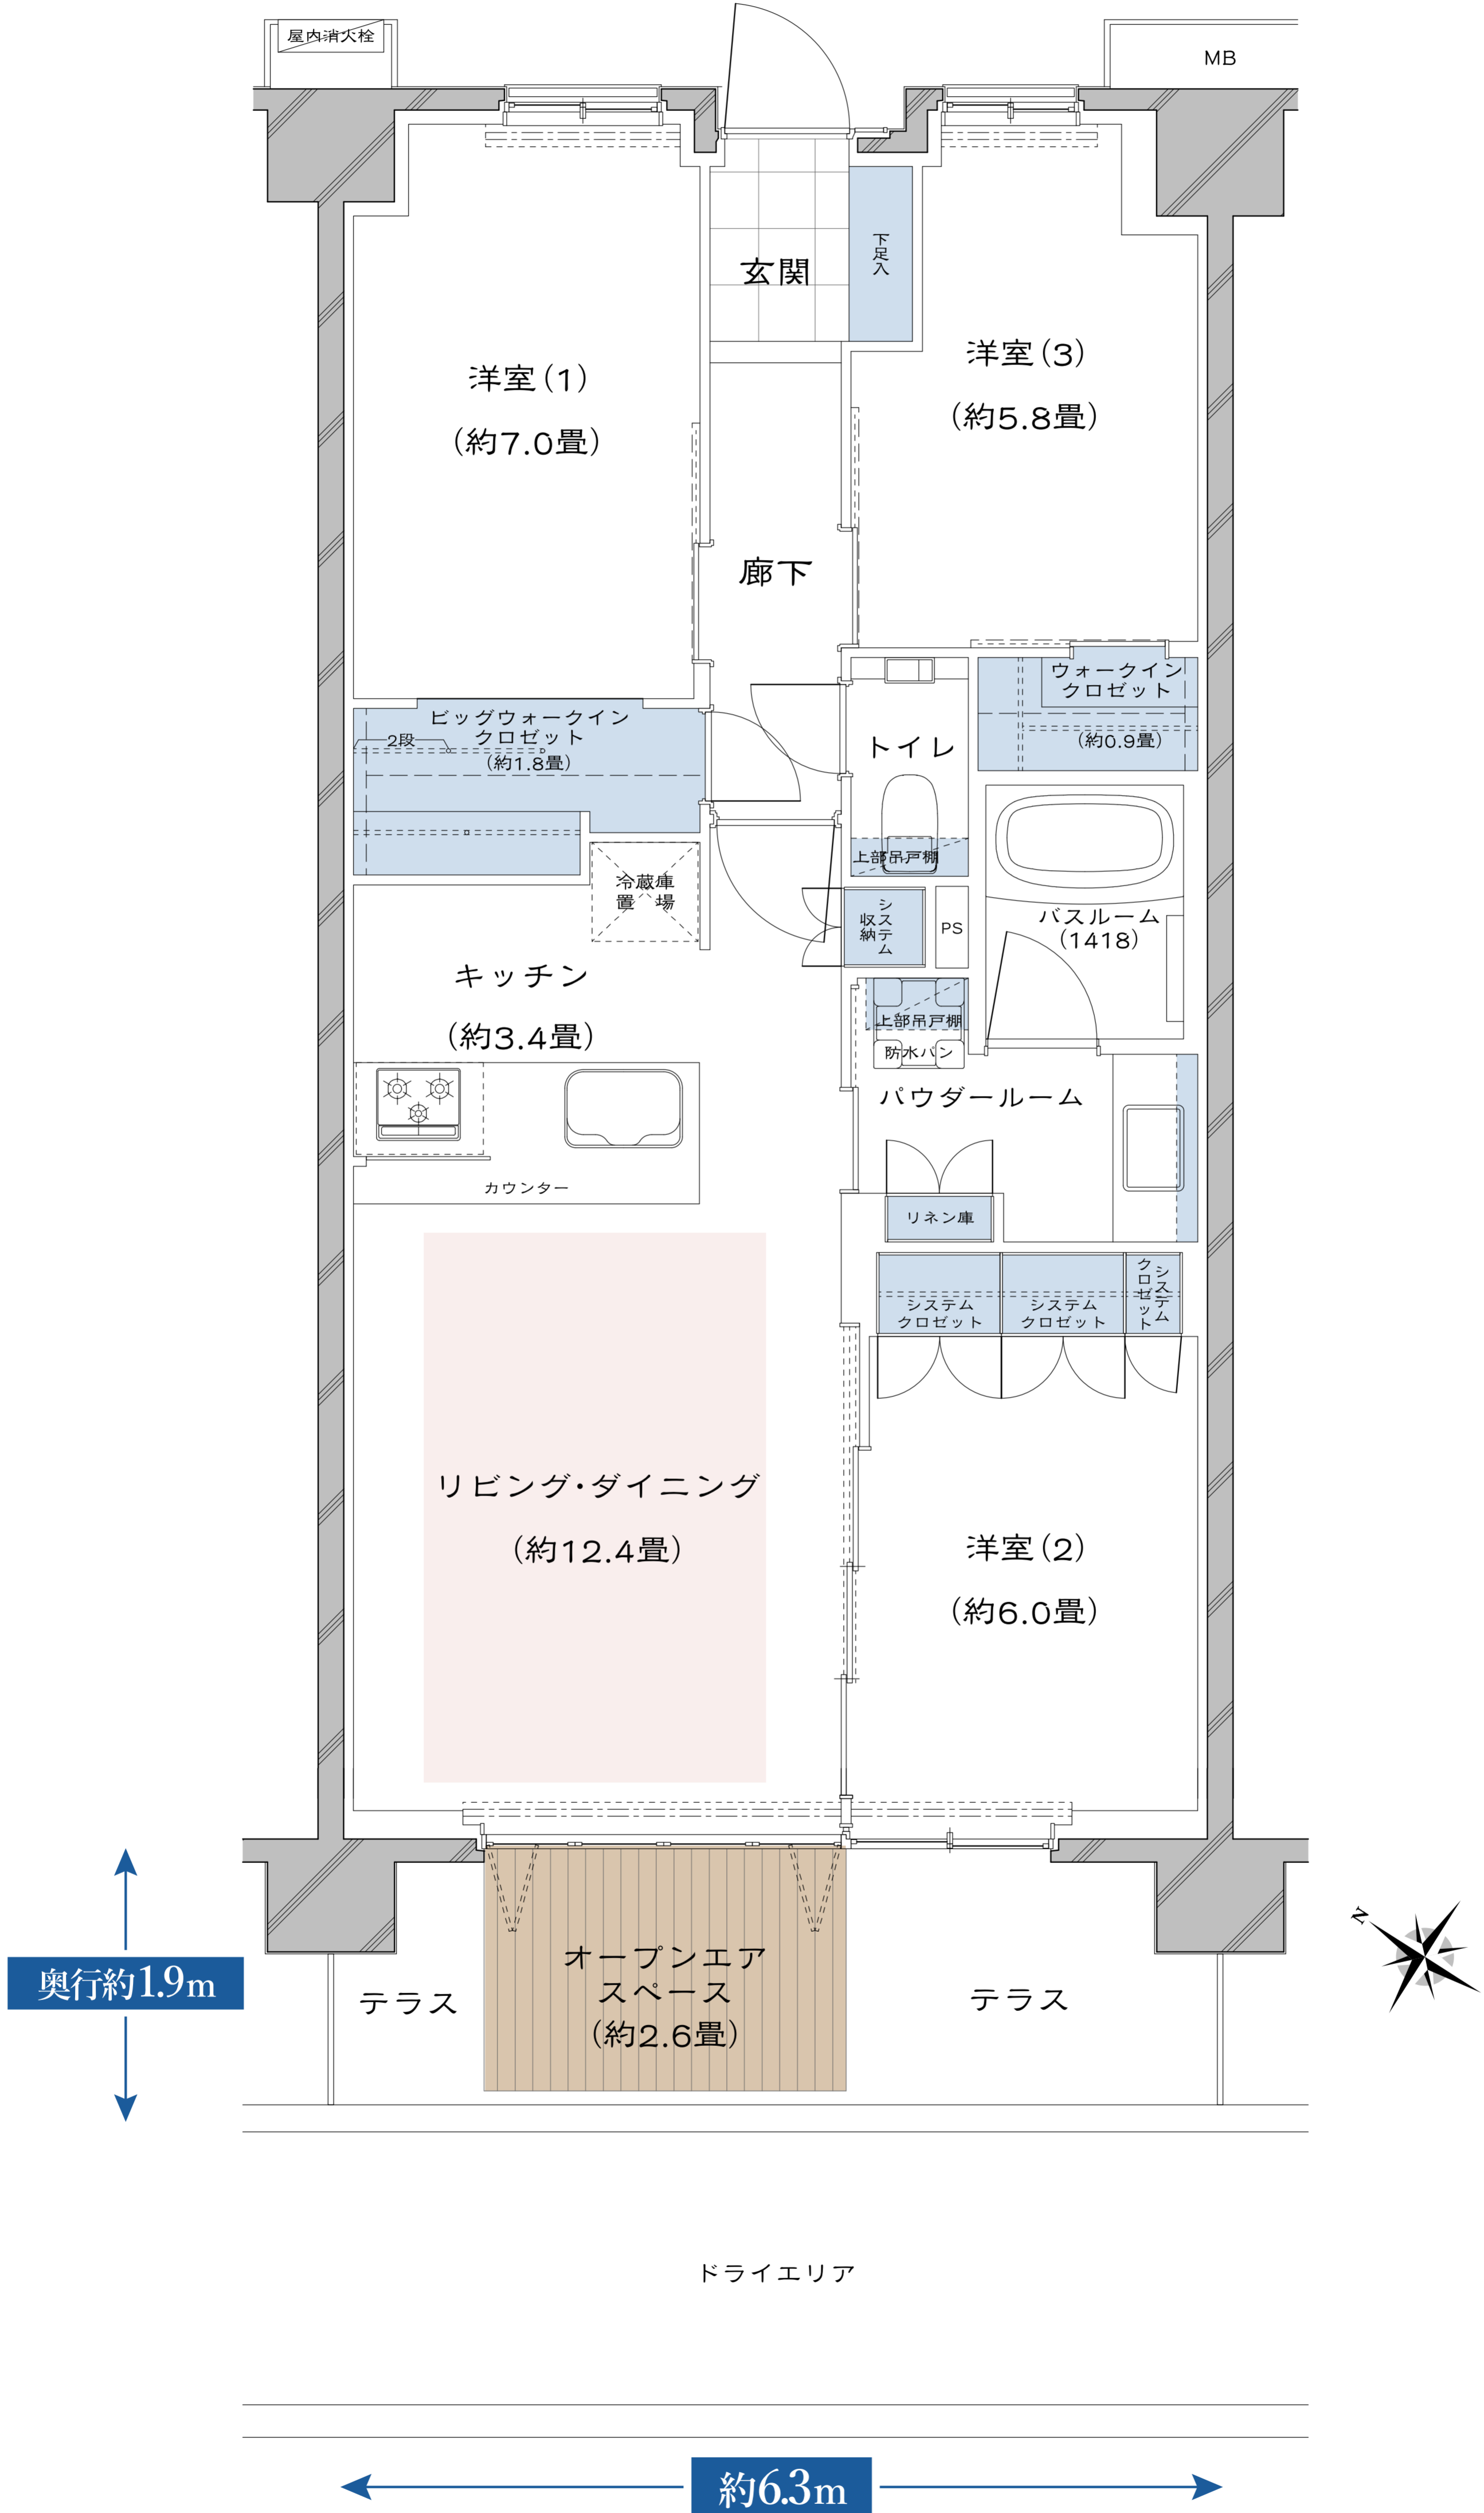 屋内消火栓
MB
玄関
下足入
洋室(1)
(約7.0畳)
洋室(3)
(約5.8畳)
廊下
ビッグウォークイン
クロゼット
(約1.8畳)
2段
ウォークイン
クロゼット
(約0.9畳)
トイレ
上部吊戸棚
冷蔵庫
置場
システム
収納
PS
バスルーム
(1418)
キッチン
(約3.4畳)
上部吊戸棚
防水パン
パウダールーム
カウンター
リネン庫
システム
クロゼット
システム
クロゼット
システム
クロゼット
リビング・ダイニング
(約12.4畳)
洋室(2)
(約6.0畳)
N
奥行約1.9m
テラス
オープンエア
スペース
(約2.6畳)
テラス
ドライエリア
約6.3m